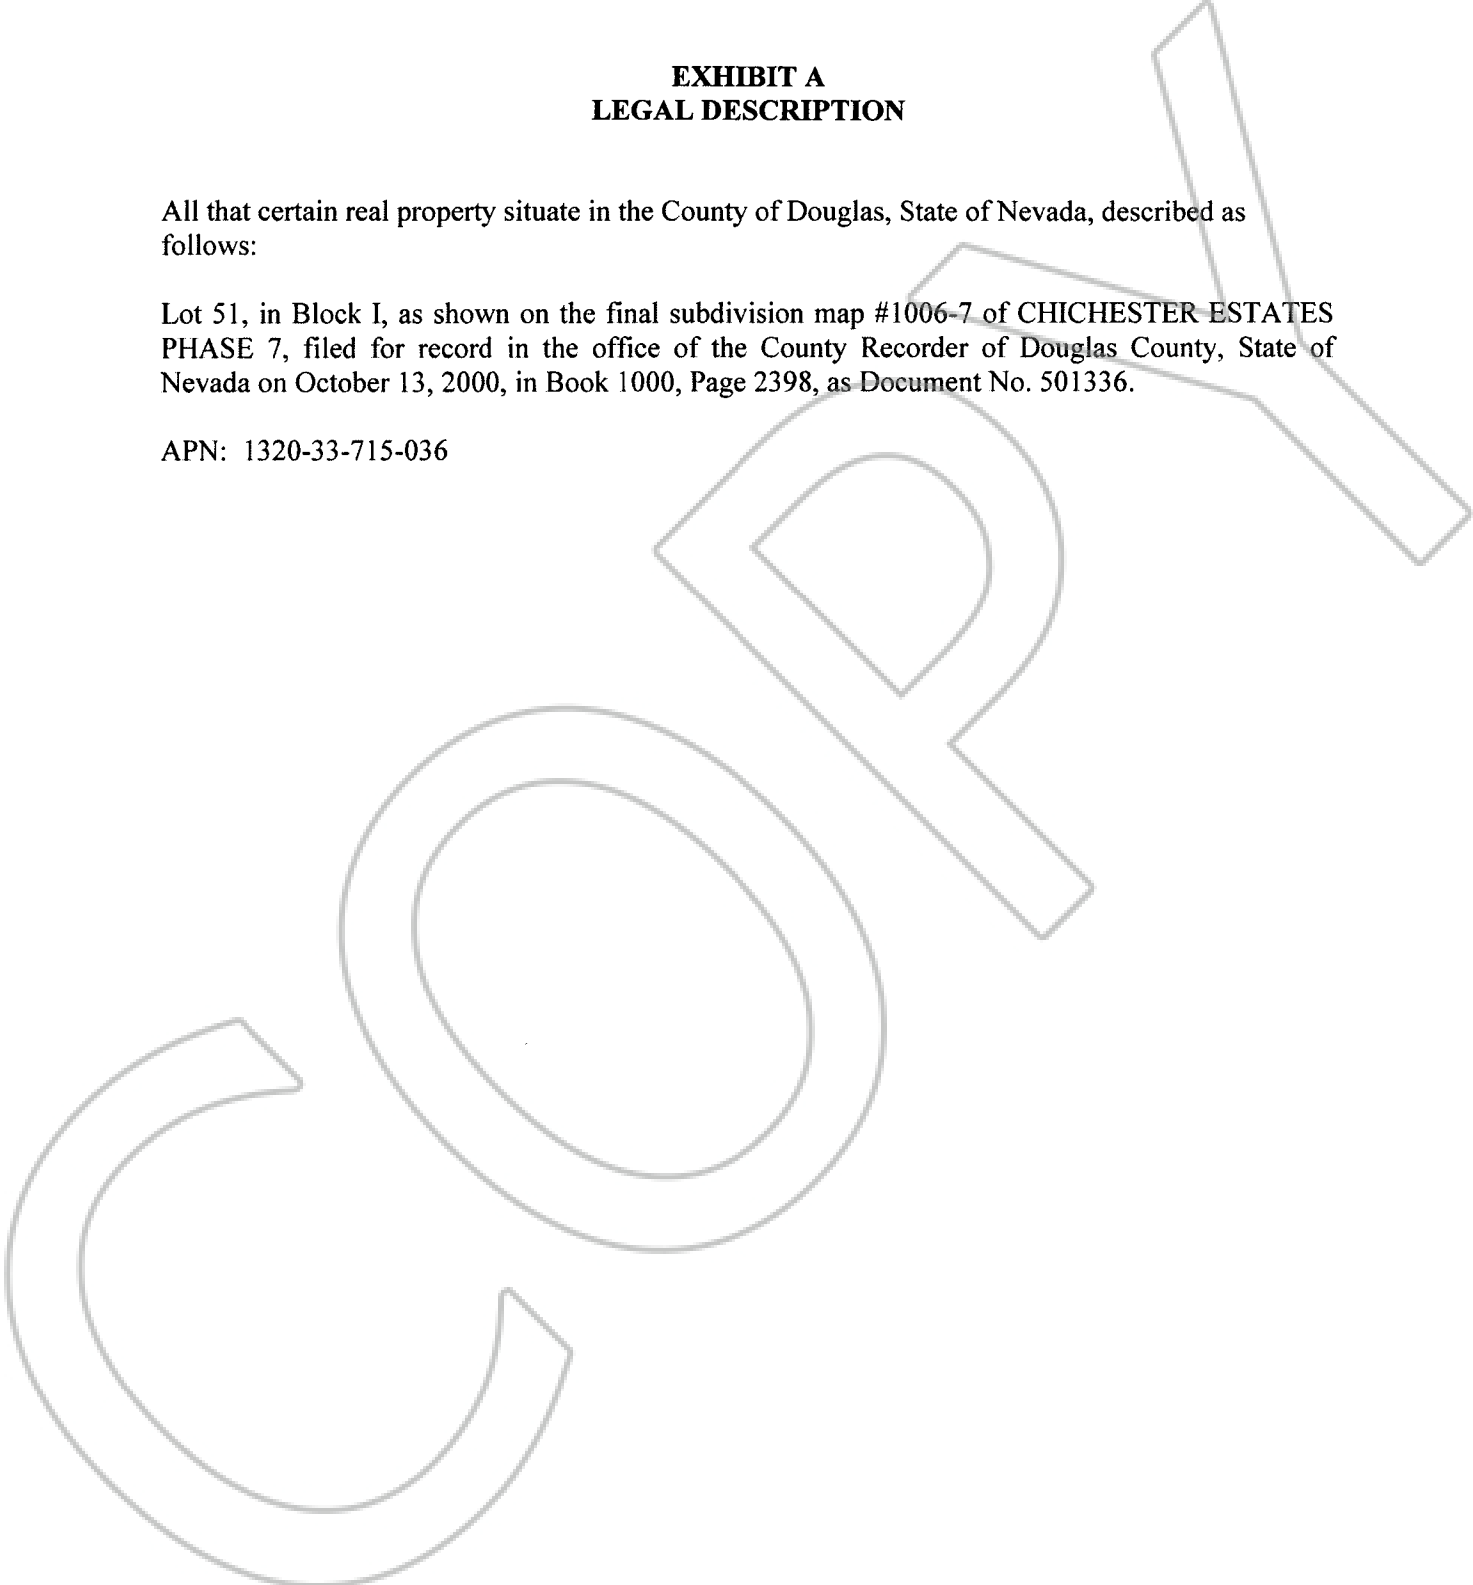 EXHIBIT A
LEGAL DESCRIPTION
All that certain real property situate in the County of Douglas, State of Nevada, described as
follows:
Lot 51, in Block I, as shown on the final subdivision map #1006-7 of CHICHESTER ESTATES
PHASE 7, filed for record in the office of the County Recorder of Douglas County, State of
Nevada on October 13, 2000, in Book 1000, Page 2398, as Document No. 501336.
APN: 1320-33-715-036
COPY